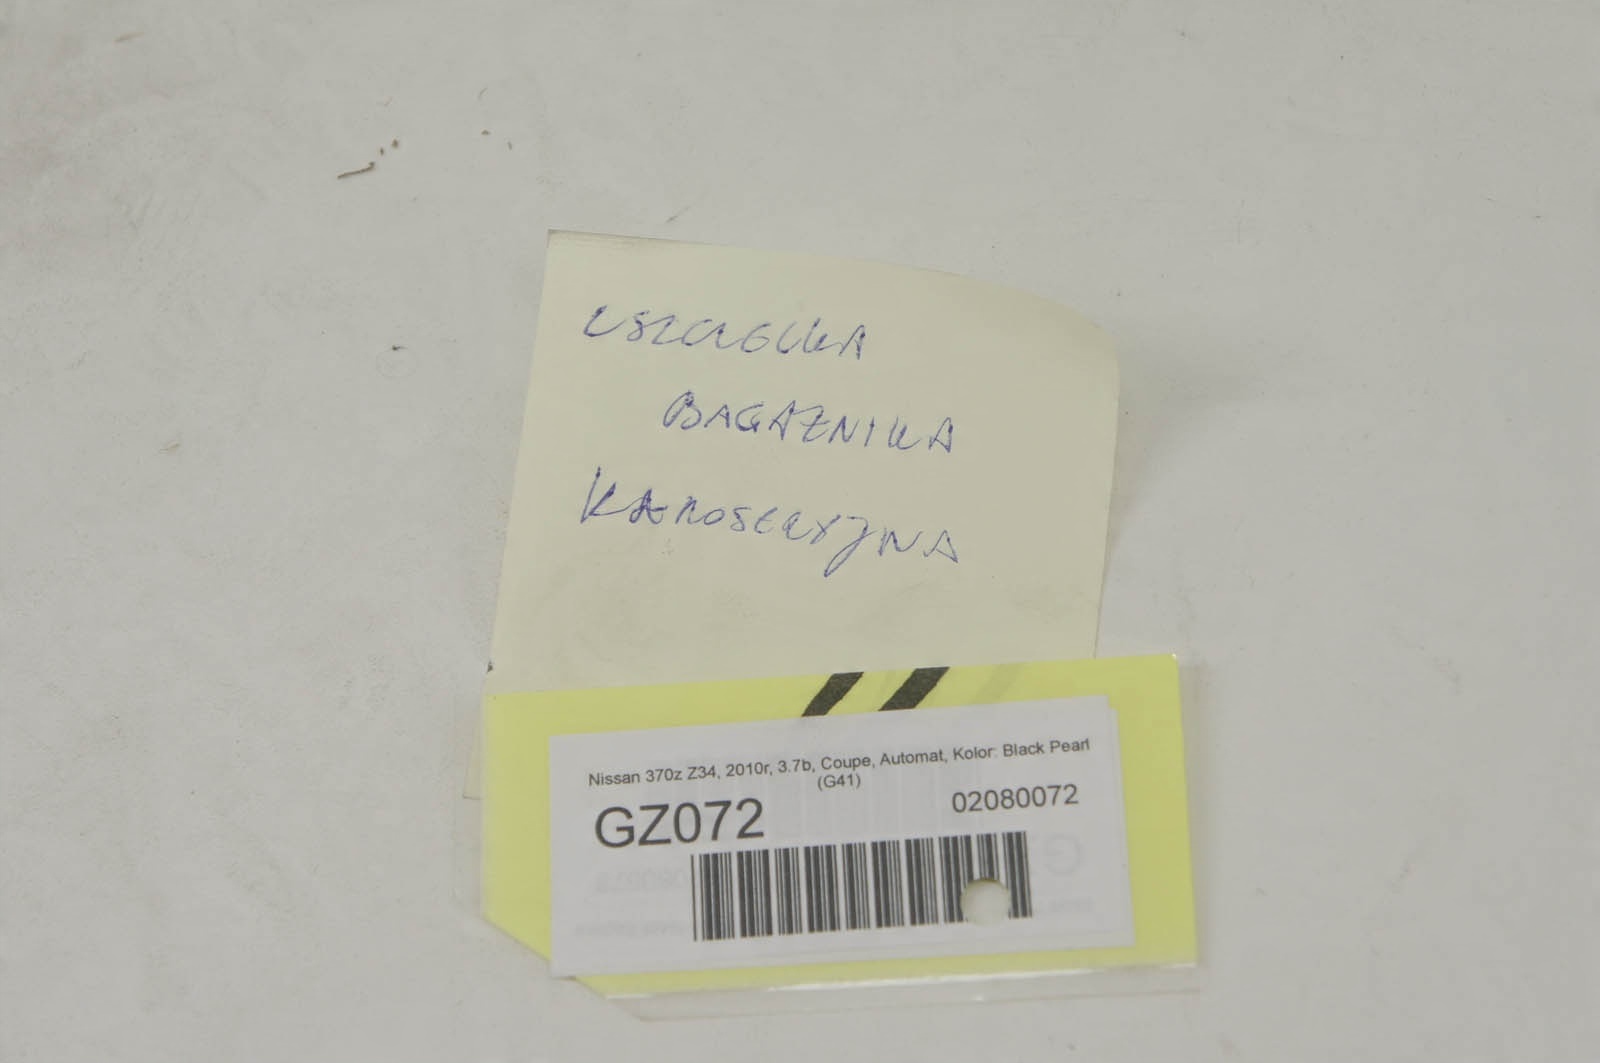 USZCZELKA
BAGAŻNIKA
KAROSERYJNA
Nissan 370z Z34, 2010r, 3.7b, Coupe, Automat, Kolor: Black Pearl
(G41)
GZ072
02080072